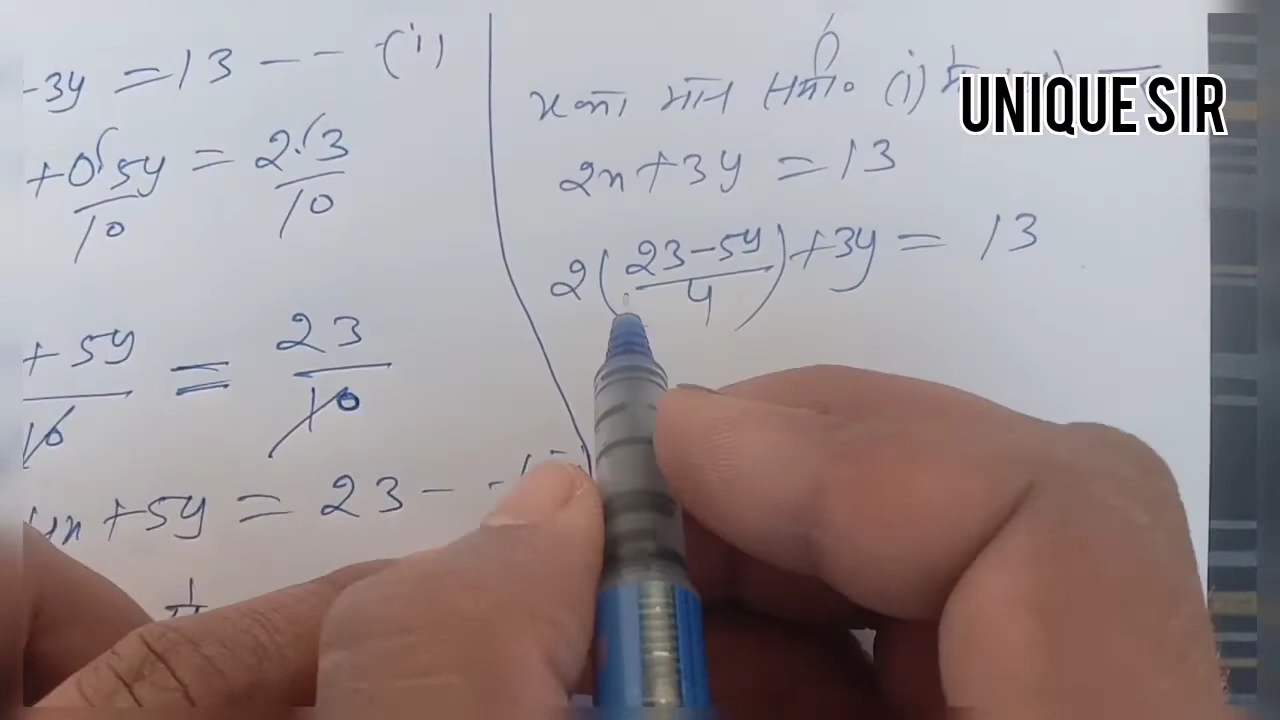 -3y = 13 -- (i)
+0.5y/10 = 2.3/10
+5y/10 = 23/10
4x + 5y = 23 --
x का मान समी० (i) में
UNIQUE SIR
2x + 3y = 13
2(23-5y/4) + 3y = 13